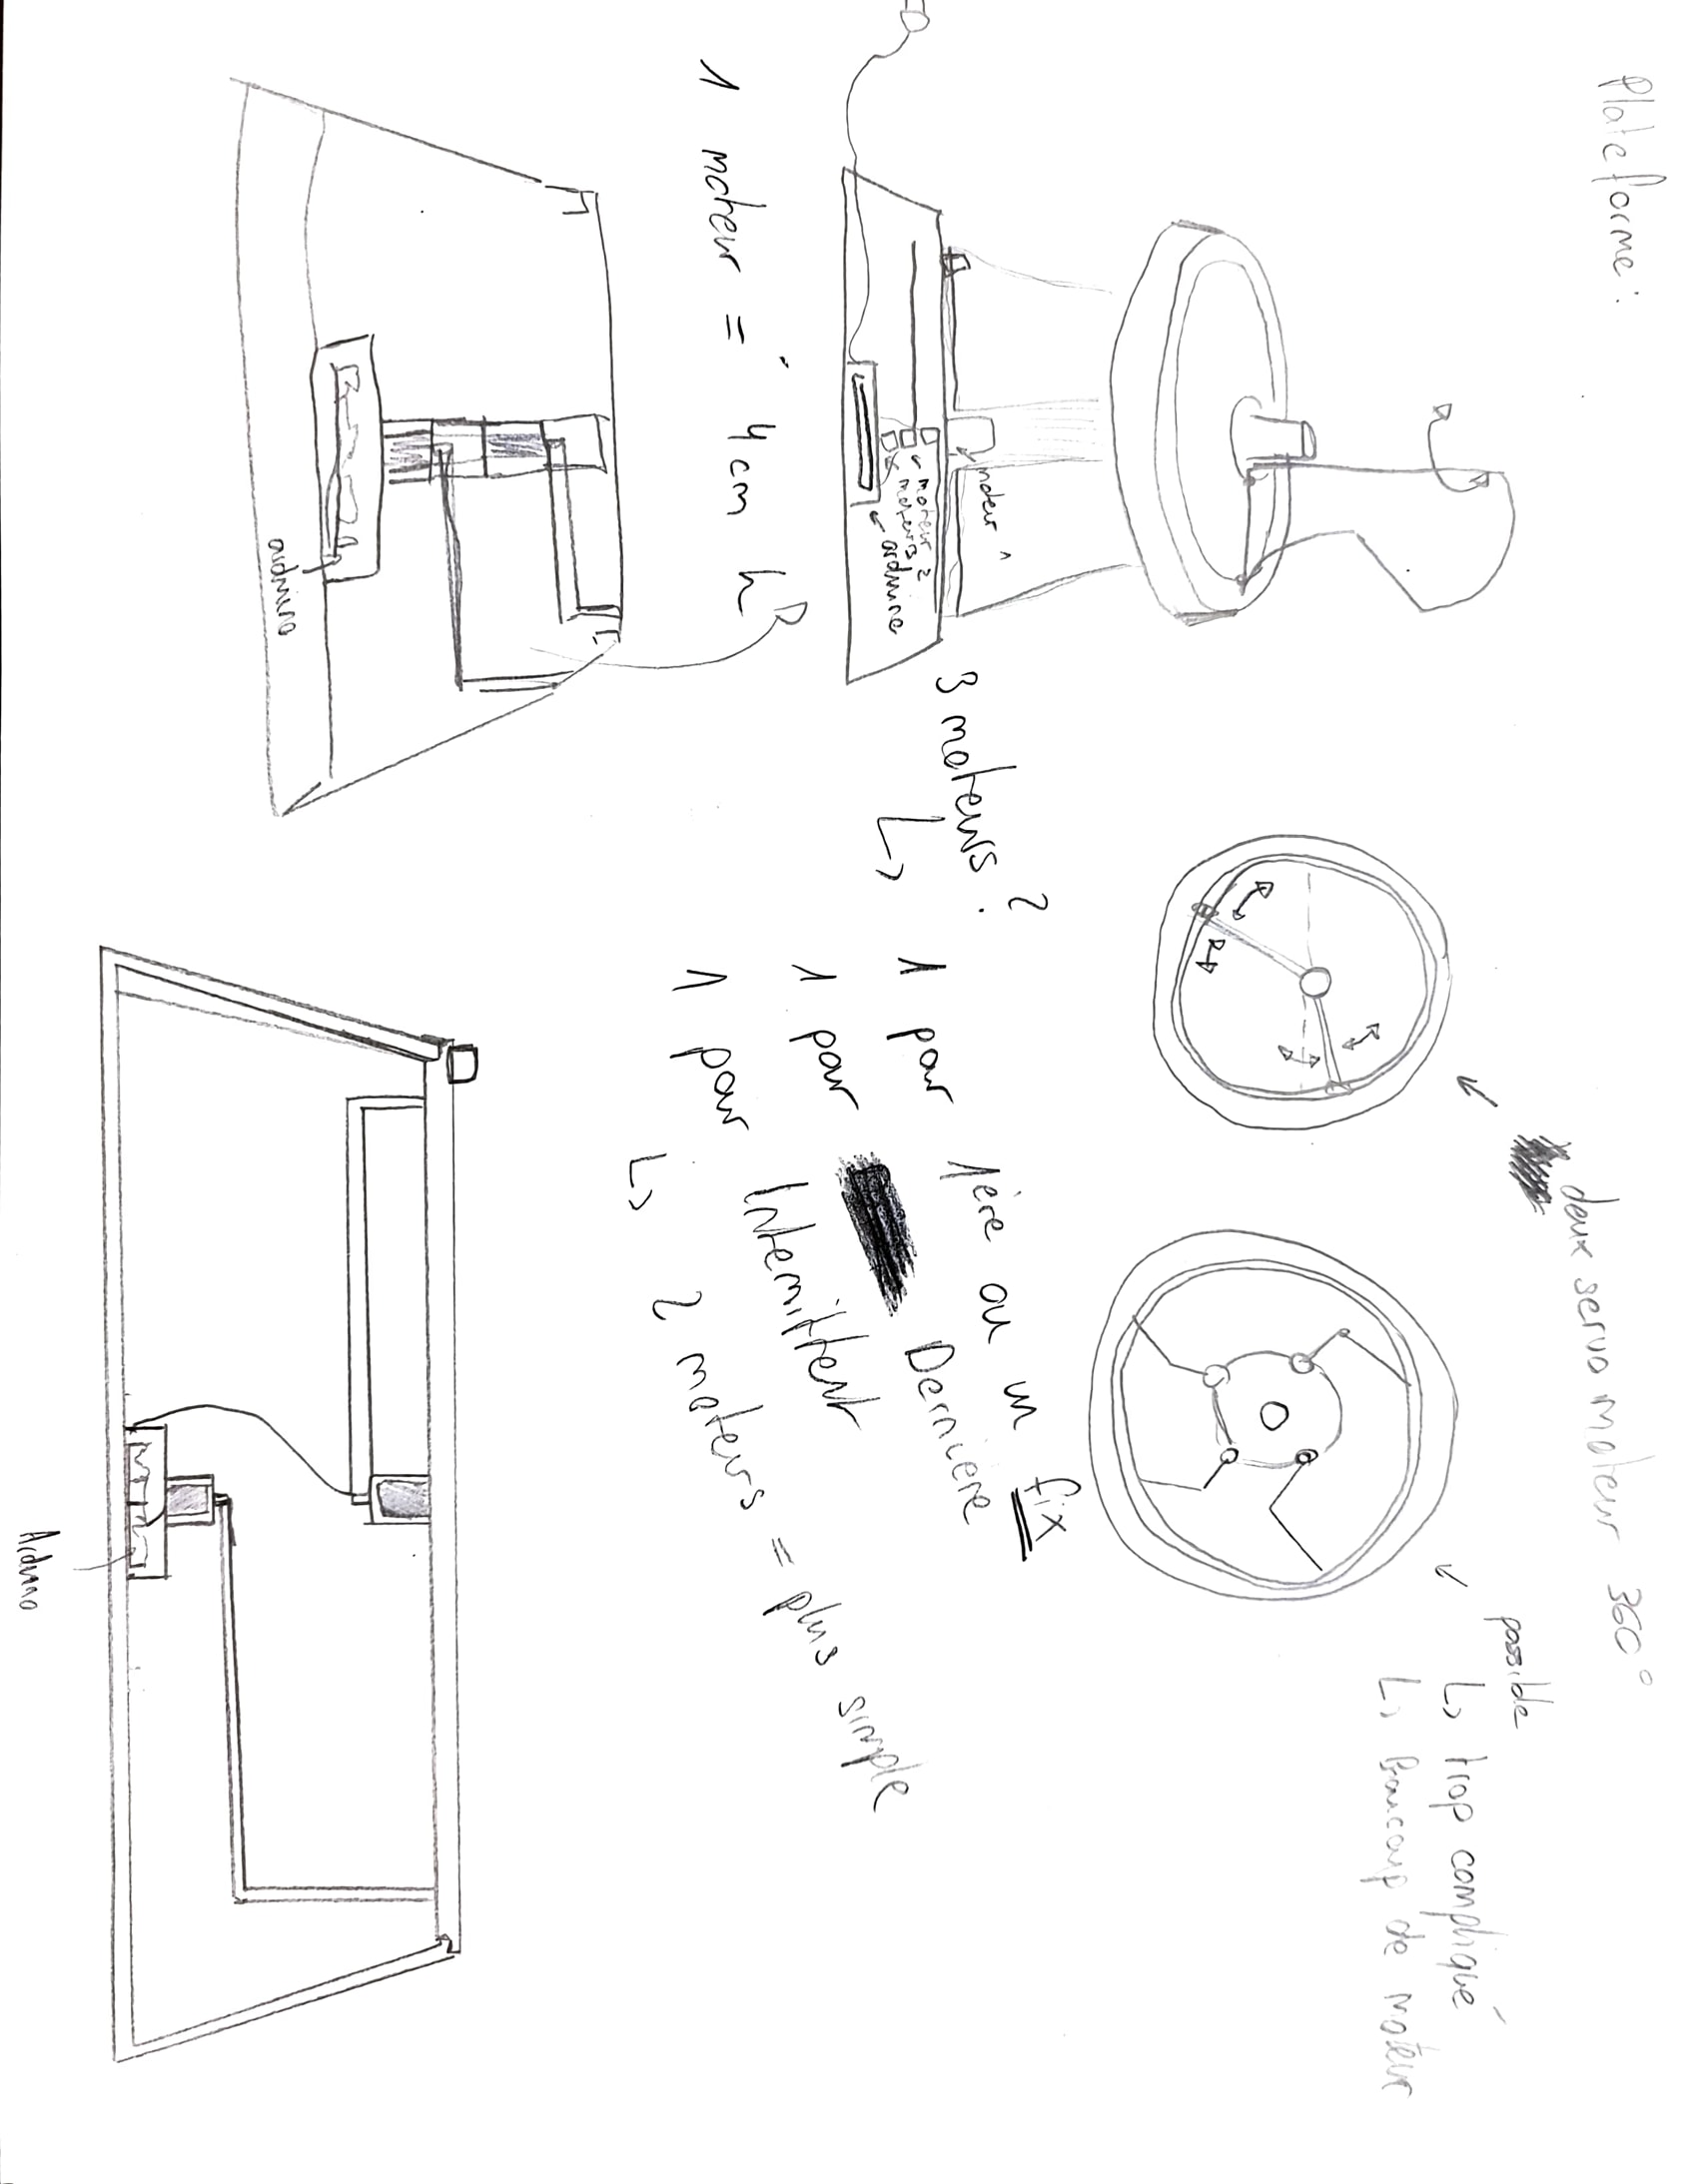 Plateforme :
moteur 1
moteur 2
moteur 3
arduino
deux servo moteur 360°
possible
↳ trop compliqué
↳ Baucoup de moteur
3 moteurs ?
↳ 1 par 1ère ou un fix
1 par Dernière
1 par Intemittent
↳ 2 moteurs = plus simple
1 moteur = 4cm h
arduino
Arduino